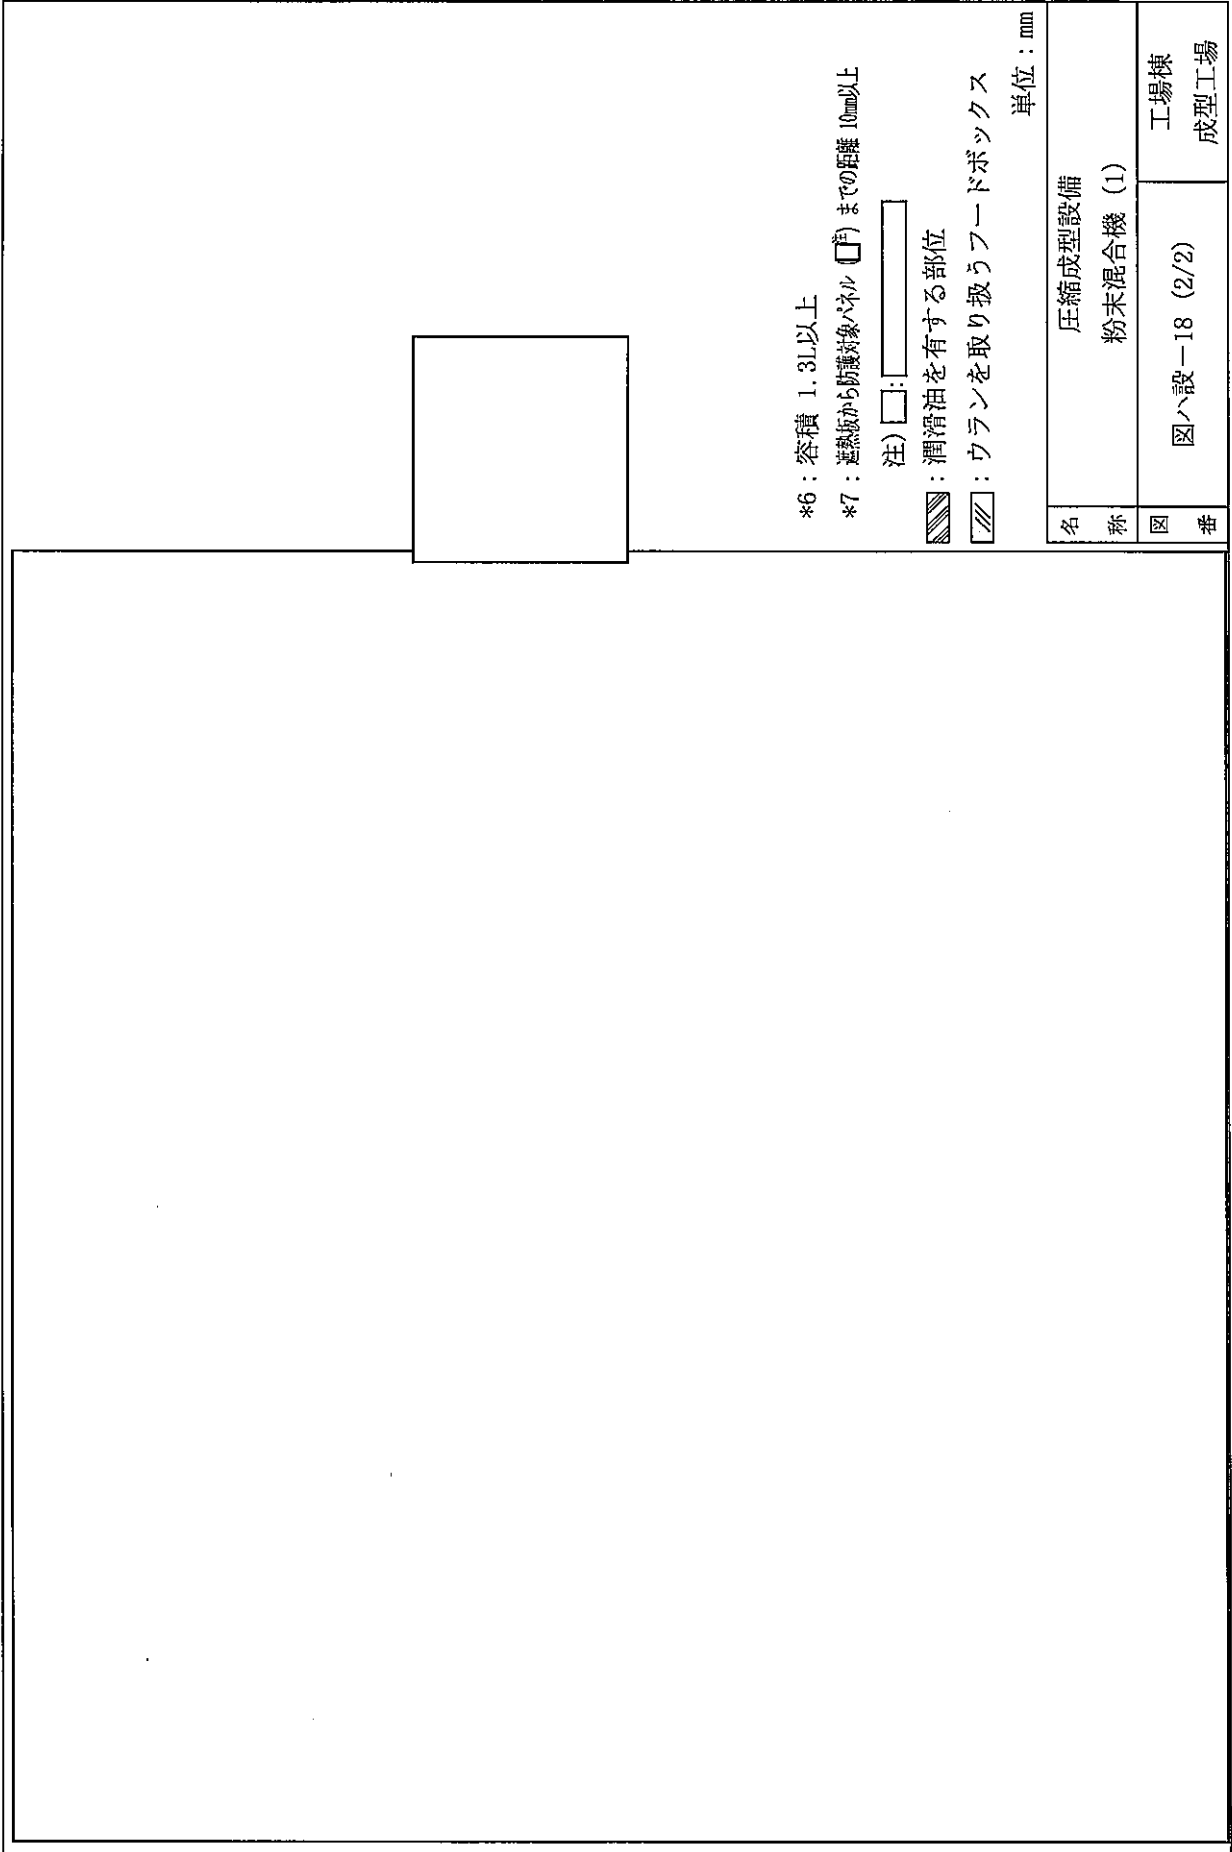 *6：容積 1.3L以上
*7：遮熱板から防護対象パネル（□注）までの距離 10mm以上
注）□：
：潤滑油を有する部位
：ウランを取り扱うフードボックス
単位：mm
名称
圧縮成型設備
粉末混合機 (1)
図番
図ハ設－18 (2/2)
工場棟
成型工場